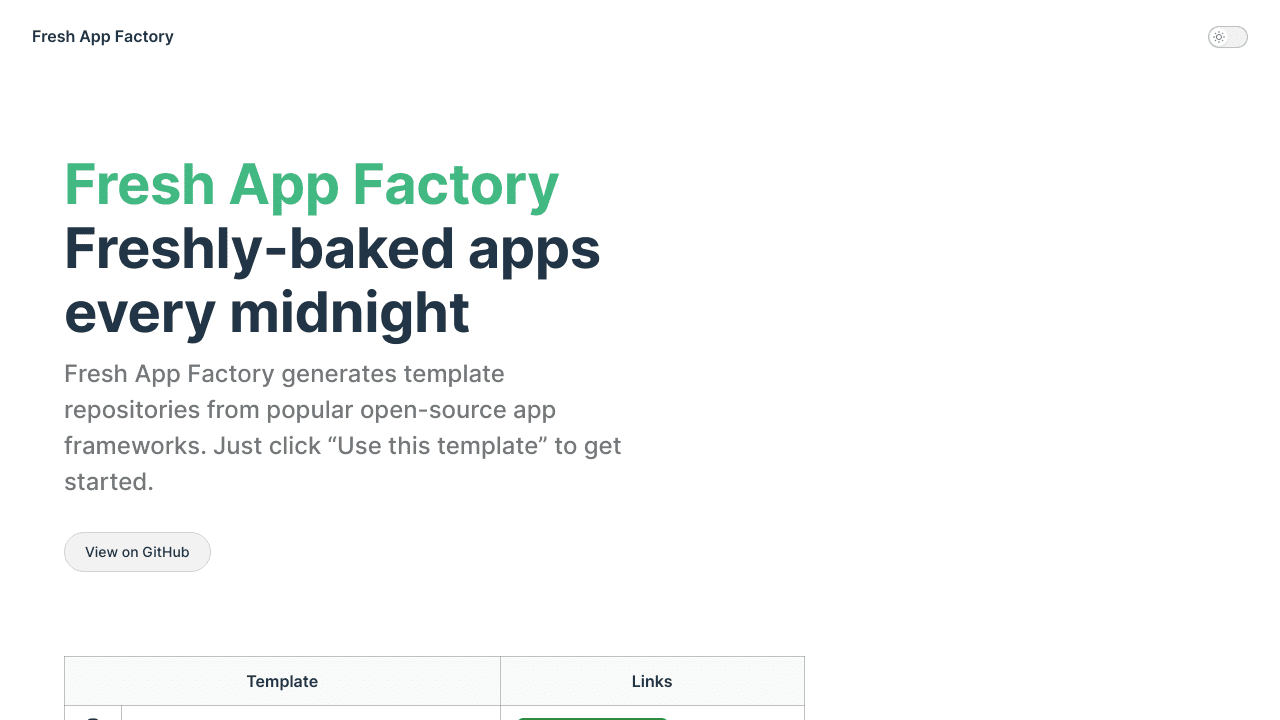 Fresh App Factory
Fresh App Factory
Freshly-baked apps
every midnight
Fresh App Factory generates template
repositories from popular open-source app
frameworks. Just click “Use this template” to get
started.
View on GitHub
Template Links